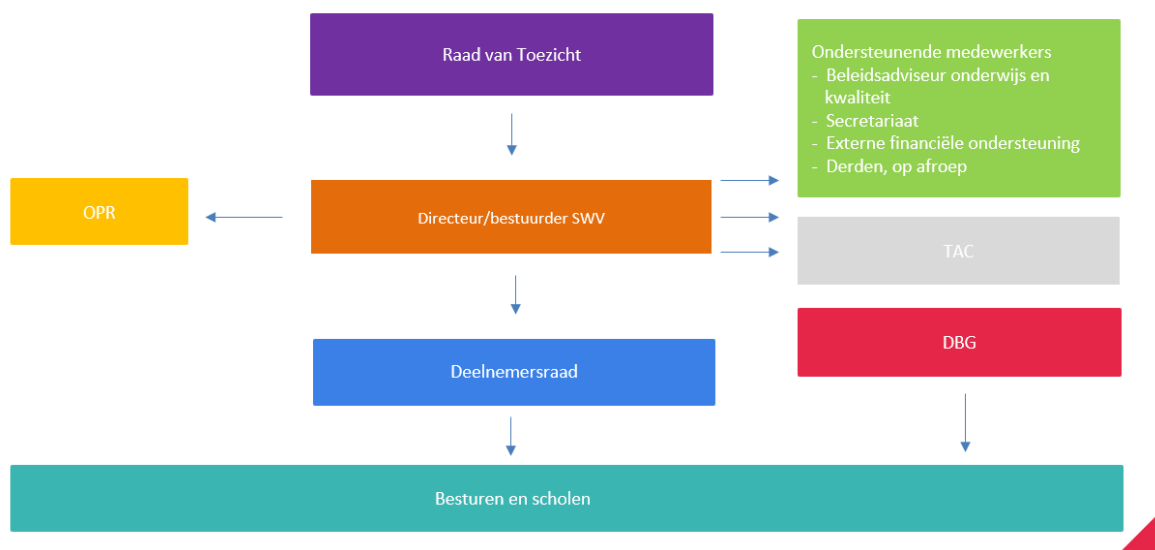 Raad van Toezicht
Ondersteunende medewerkers
- Beleidsadviseur onderwijs en
kwaliteit
- Secretariaat
- Externe financiële ondersteuning
- Derden, op afroep
OPR
Directeur/bestuurder SWV
TAC
DBG
Deelnemersraad
Besturen en scholen